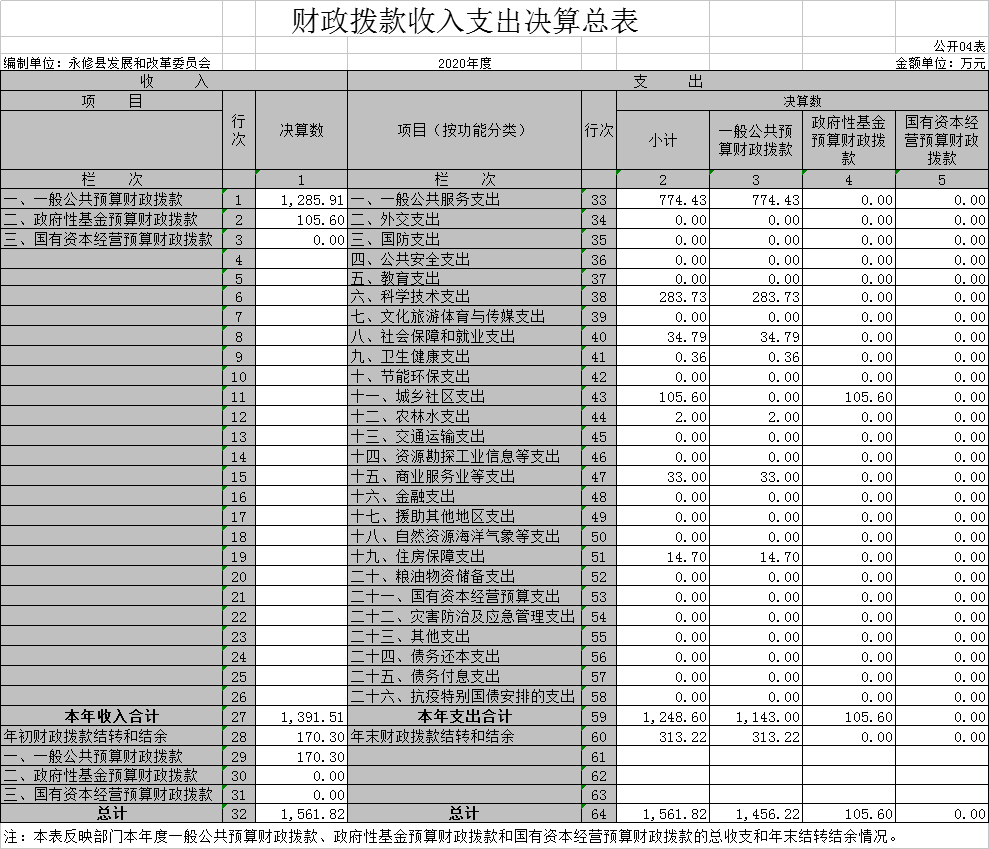 财政拨款收入支出决算总表
公开04表
编制单位：永修县发展和改革委员会 2020年度 金额单位：万元
收 入 支 出
项 目 行次 决算数 项目（按功能分类） 行次 决算数
小计 一般公共预算财政拨款 政府性基金预算财政拨款 国有资本经营预算财政拨款
栏 次 1 栏 次 2 3 4 5
一、一般公共预算财政拨款 1 1,285.91 一、一般公共服务支出 33 774.43 774.43 0.00 0.00
二、政府性基金预算财政拨款 2 105.60 二、外交支出 34 0.00 0.00 0.00 0.00
三、国有资本经营预算财政拨款 3 0.00 三、国防支出 35 0.00 0.00 0.00 0.00
4 四、公共安全支出 36 0.00 0.00 0.00 0.00
5 五、教育支出 37 0.00 0.00 0.00 0.00
6 六、科学技术支出 38 283.73 283.73 0.00 0.00
7 七、文化旅游体育与传媒支出 39 0.00 0.00 0.00 0.00
8 八、社会保障和就业支出 40 34.79 34.79 0.00 0.00
9 九、卫生健康支出 41 0.36 0.36 0.00 0.00
10 十、节能环保支出 42 0.00 0.00 0.00 0.00
11 十一、城乡社区支出 43 105.60 0.00 105.60 0.00
12 十二、农林水支出 44 2.00 2.00 0.00 0.00
13 十三、交通运输支出 45 0.00 0.00 0.00 0.00
14 十四、资源勘探工业信息等支出 46 0.00 0.00 0.00 0.00
15 十五、商业服务业等支出 47 33.00 33.00 0.00 0.00
16 十六、金融支出 48 0.00 0.00 0.00 0.00
17 十七、援助其他地区支出 49 0.00 0.00 0.00 0.00
18 十八、自然资源海洋气象等支出 50 0.00 0.00 0.00 0.00
19 十九、住房保障支出 51 14.70 14.70 0.00 0.00
20 二十、粮油物资储备支出 52 0.00 0.00 0.00 0.00
21 二十一、国有资本经营预算支出 53 0.00 0.00 0.00 0.00
22 二十二、灾害防治及应急管理支出 54 0.00 0.00 0.00 0.00
23 二十三、其他支出 55 0.00 0.00 0.00 0.00
24 二十四、债务还本支出 56 0.00 0.00 0.00 0.00
25 二十五、债务付息支出 57 0.00 0.00 0.00 0.00
26 二十六、抗疫特别国债安排的支出 58 0.00 0.00 0.00 0.00
本年收入合计 27 1,391.51 本年支出合计 59 1,248.60 1,143.00 105.60 0.00
年初财政拨款结转和结余 28 170.30 年末财政拨款结转和结余 60 313.22 313.22 0.00 0.00
一、一般公共预算财政拨款 29 170.30 61
二、政府性基金预算财政拨款 30 0.00 62
三、国有资本经营预算财政拨款 31 0.00 63
总计 32 1,561.82 总计 64 1,561.82 1,456.22 105.60 0.00
注：本表反映部门本年度一般公共预算财政拨款、政府性基金预算财政拨款和国有资本经营预算财政拨款的总收支和年末结转结余情况。